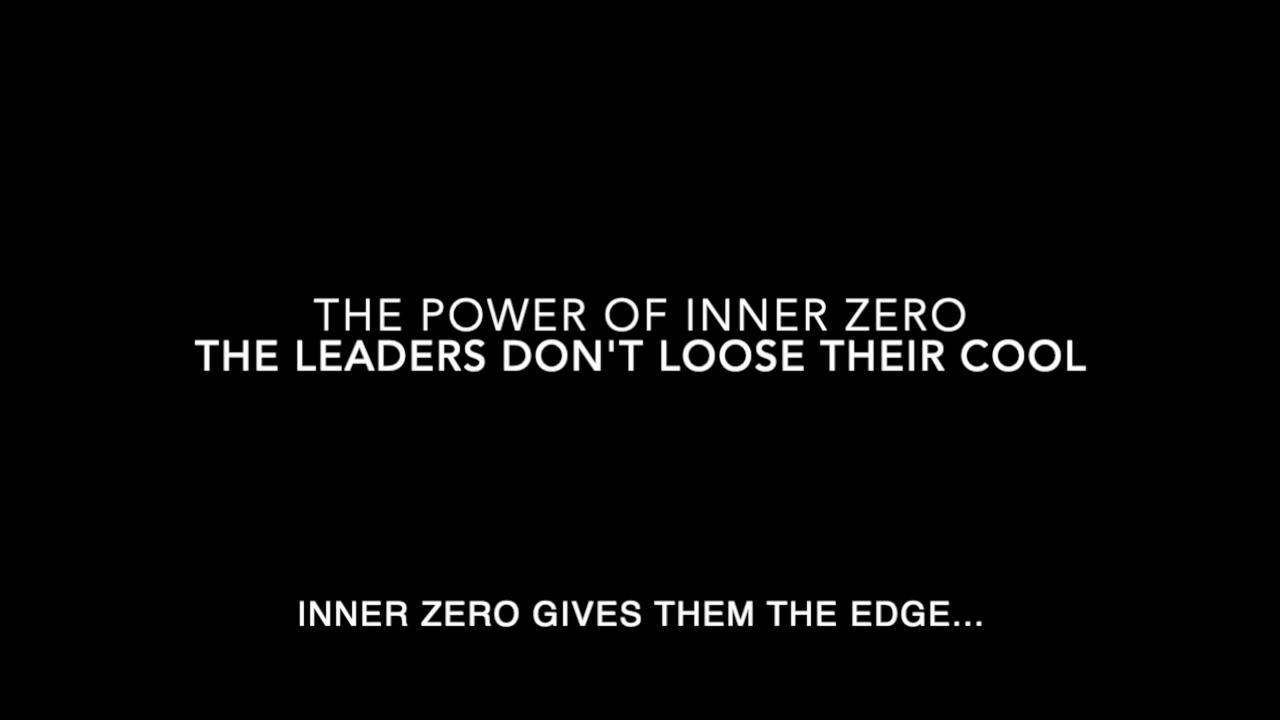 THE POWER OF INNER ZERO
THE LEADERS DON'T LOOSE THEIR COOL
INNER ZERO GIVES THEM THE EDGE...